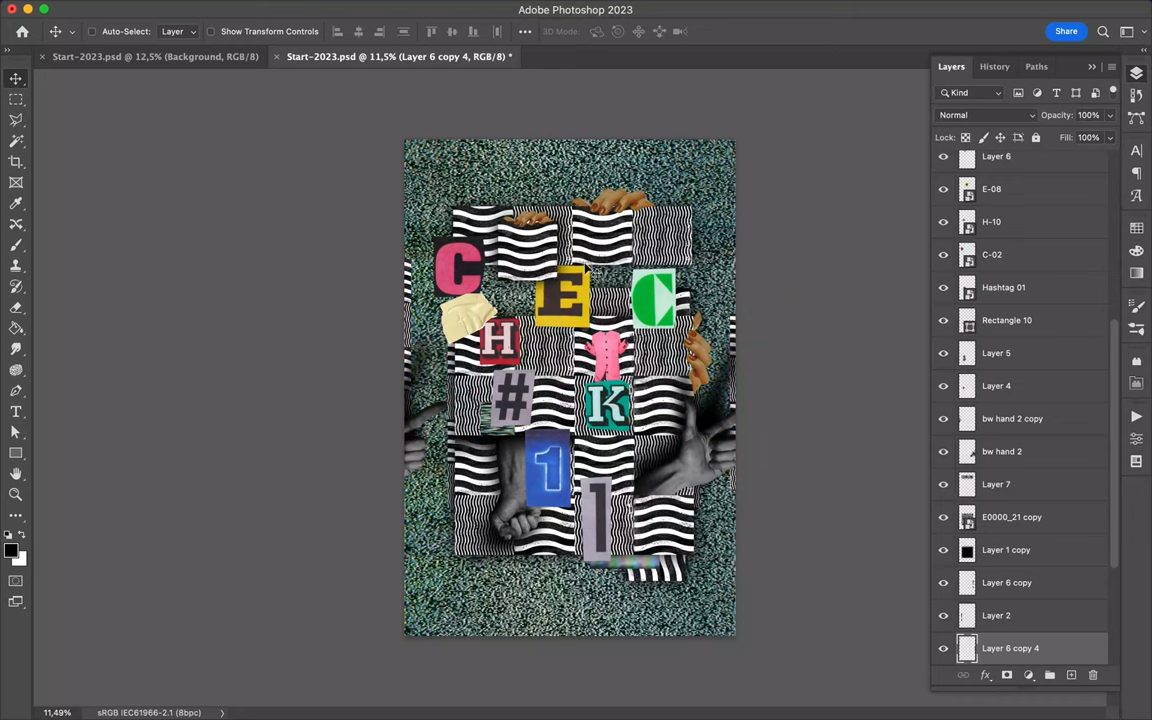 Adobe Photoshop 2023
Auto-Select: Layer Show Transform Controls 3D Mode: Share
Start-2023.psd @ 12,5% (Background, RGB/8) Start-2023.psd @ 11,5% (Layer 6 copy 4, RGB/8) *
Layers History Paths
Kind
Normal Opacity: 100%
Lock: Fill: 100%
Layer 6
E-08
H-10
C-02
Hashtag 01
Rectangle 10
Layer 5
Layer 4
bw hand 2 copy
bw hand 2
Layer 7
E0000_21 copy
Layer 1 copy
Layer 6 copy
Layer 2
Layer 6 copy 4
C
E C
H
# K
1
1
11,49% sRGB IEC61966-2.1 (8bpc)